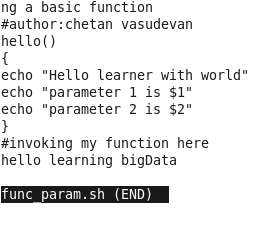 ng a basic function
#author:chetan vasudevan
hello()
{
echo "Hello learner with world"
echo "parameter 1 is $1"
echo "parameter 2 is $2"
}
#invoking my function here
hello learning bigData
func_param.sh (END)